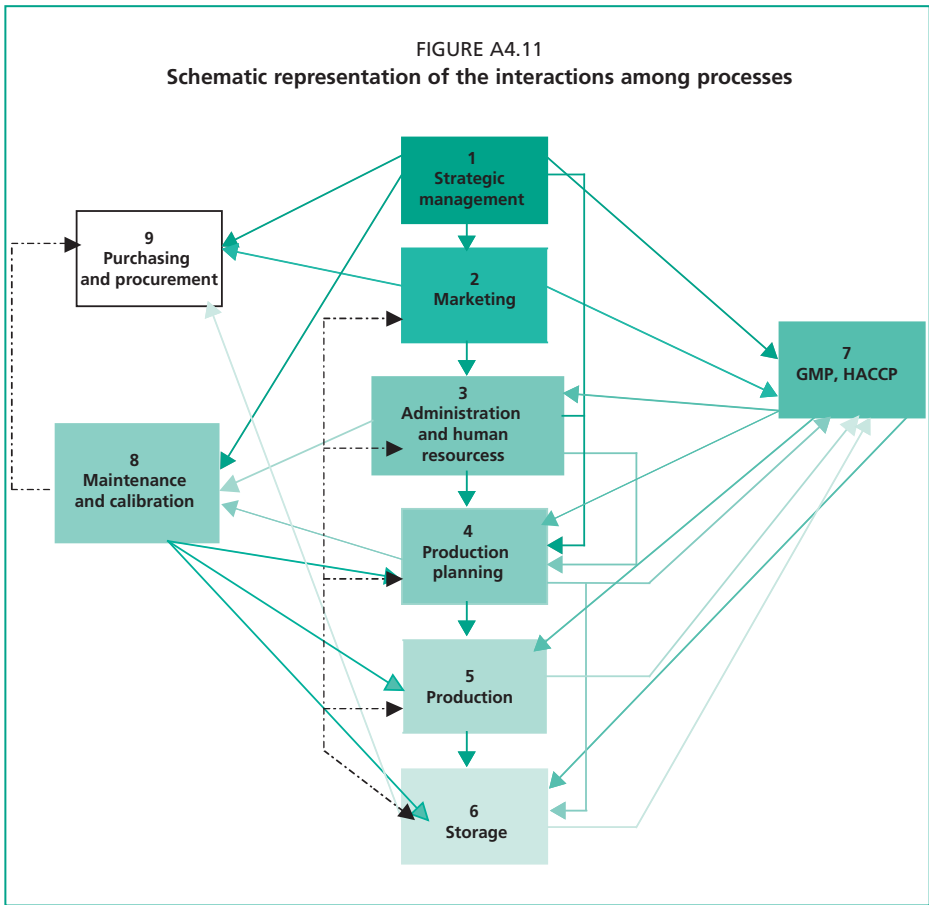 FIGURE A4.11
Schematic representation of the interactions among processes
1
Strategic
management
9
Purchasing
and procurement
2
Marketing
7
GMP, HACCP
3
Administration
and human
resourcess
8
Maintenance
and calibration
4
Production
planning
5
Production
6
Storage